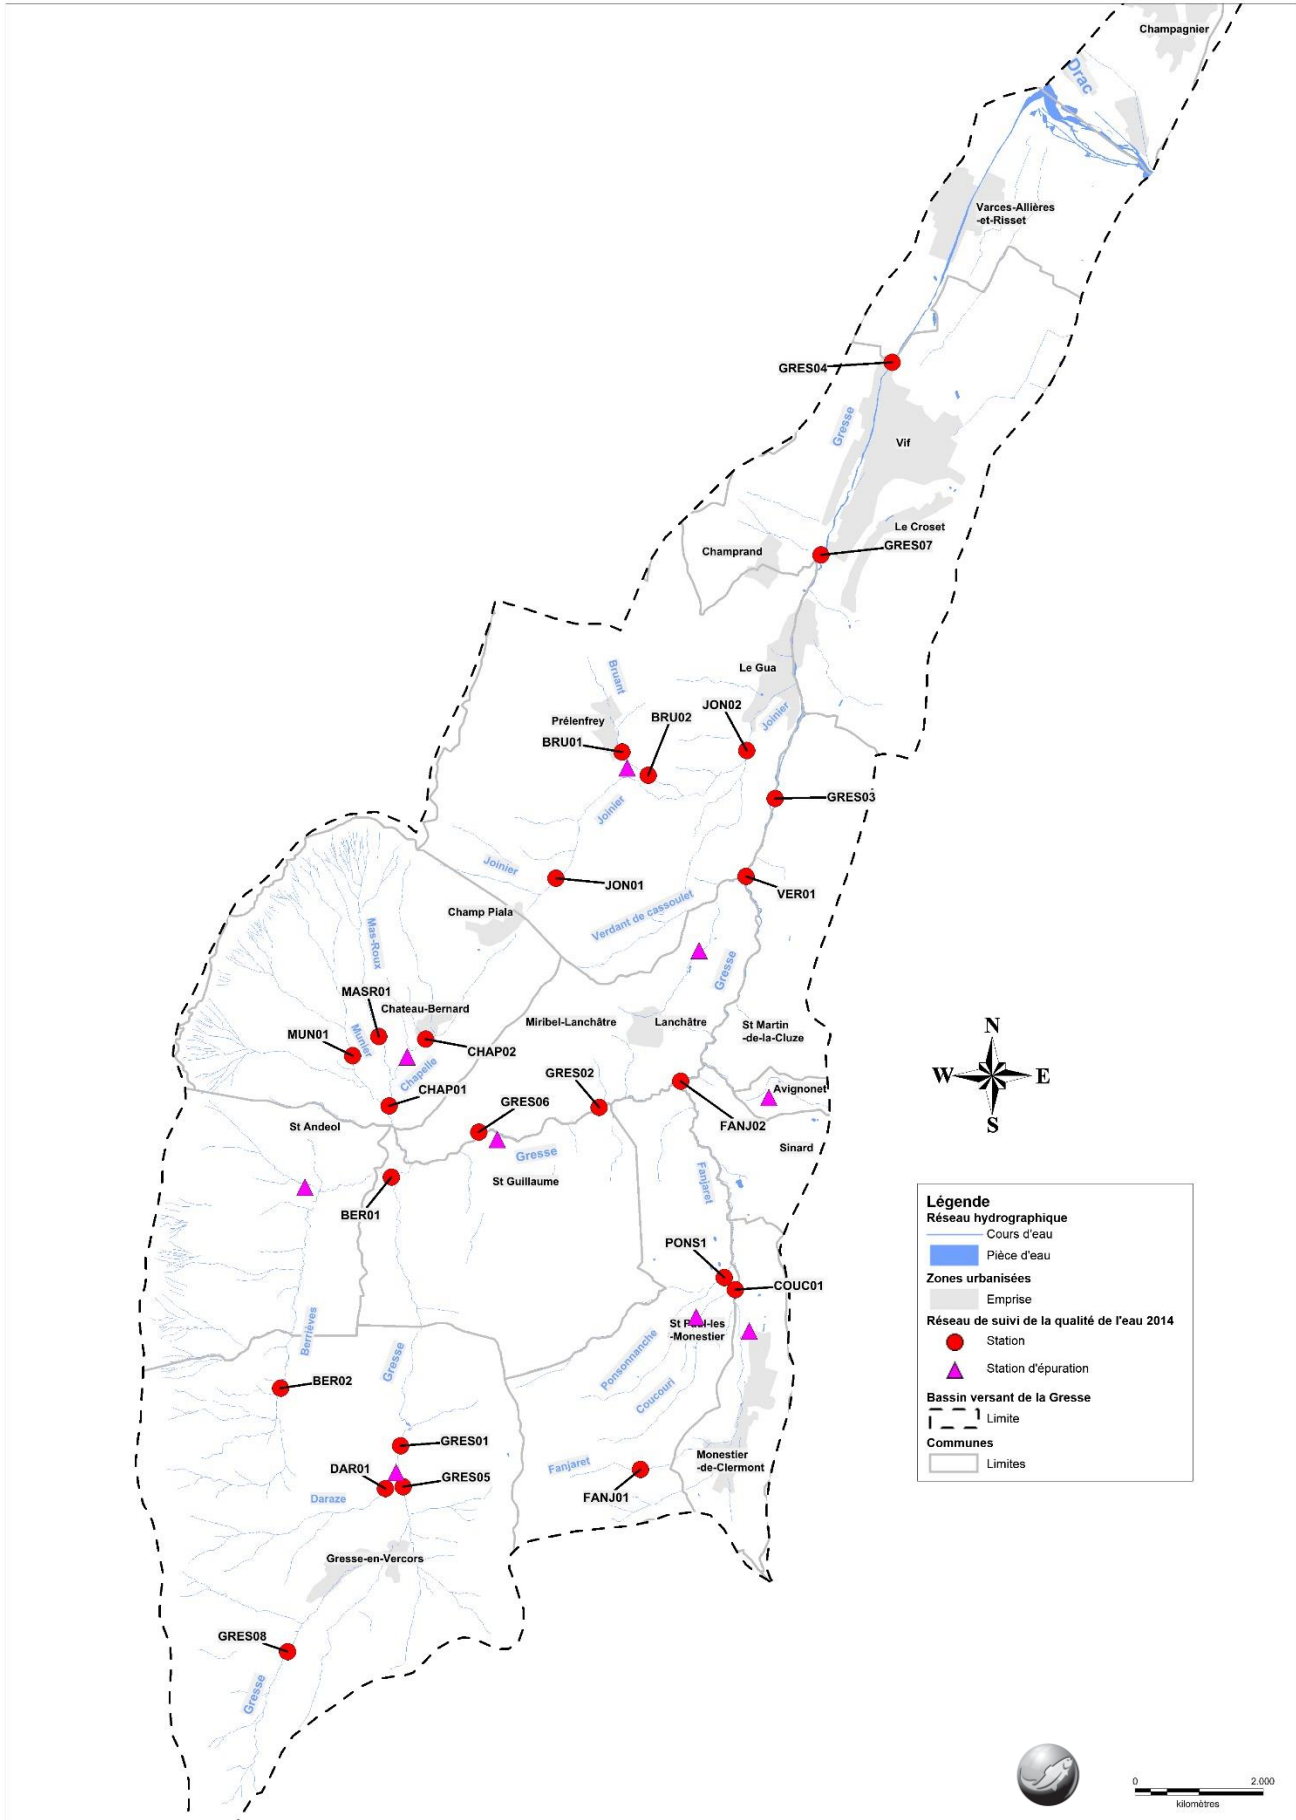 Champagnier
Drac
Varces-Allières
-et-Risset
GRES04
Gresse
Vif
Le Croset
Champrand
GRES07
Le Gua
Bruant
Prélenfrey
BRU02
JON02
Joinier
BRU01
GRES03
Joinier
Joinier
JON01
VER01
Champ Piala
Verdant de cassoulet
Mas-Roux
Gresse
MASR01
Chateau-Bernard
Miribel-Lanchâtre
Lanchâtre
St Martin
-de-la-Cluze
MUN01
Munier
CHAP02
Chapelle
GRES02
CHAP01
Avignonet
GRES06
FANJ02
St Andeol
Sinard
Gresse
St Guillaume
Fanjaret
BER01
PONS1
COUC01
St Paul-les
-Monestier
Berrièves
Gresse
Ponsonnanche
Coucourl
BER02
GRES01
DAR01
GRES05
Monestier
-de-Clermont
Fanjaret
FANJ01
Daraze
Gresse-en-Vercors
GRES08
Gresse
N
W
E
S
Légende
Réseau hydrographique
Cours d'eau
Pièce d'eau
Zones urbanisées
Emprise
Réseau de suivi de la qualité de l'eau 2014
Station
Station d'épuration
Bassin versant de la Gresse
Limite
Communes
Limites
0
2.000
kilomètres